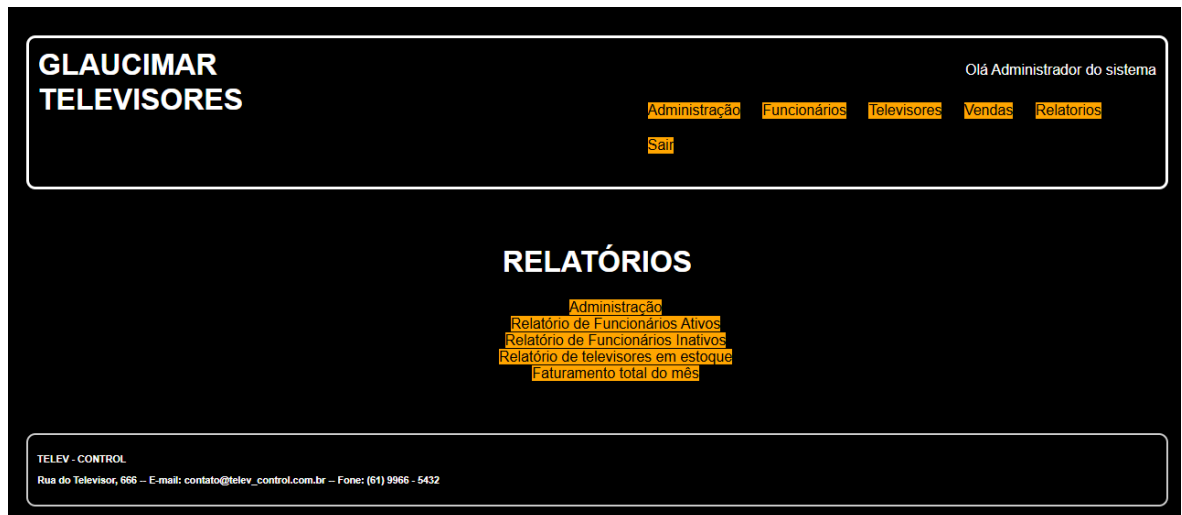 GLAUCIMAR
TELEVISORES
Olá Administrador do sistema
Administração Funcionários Televisores Vendas Relatorios
Sair
RELATÓRIOS
Administração
Relatório de Funcionários Ativos
Relatório de Funcionários Inativos
Relatório de televisores em estoque
Faturamento total do mês
TELEV - CONTROL
Rua do Televisor, 666 -- E-mail: contato@telev_control.com.br -- Fone: (61) 9966 - 5432